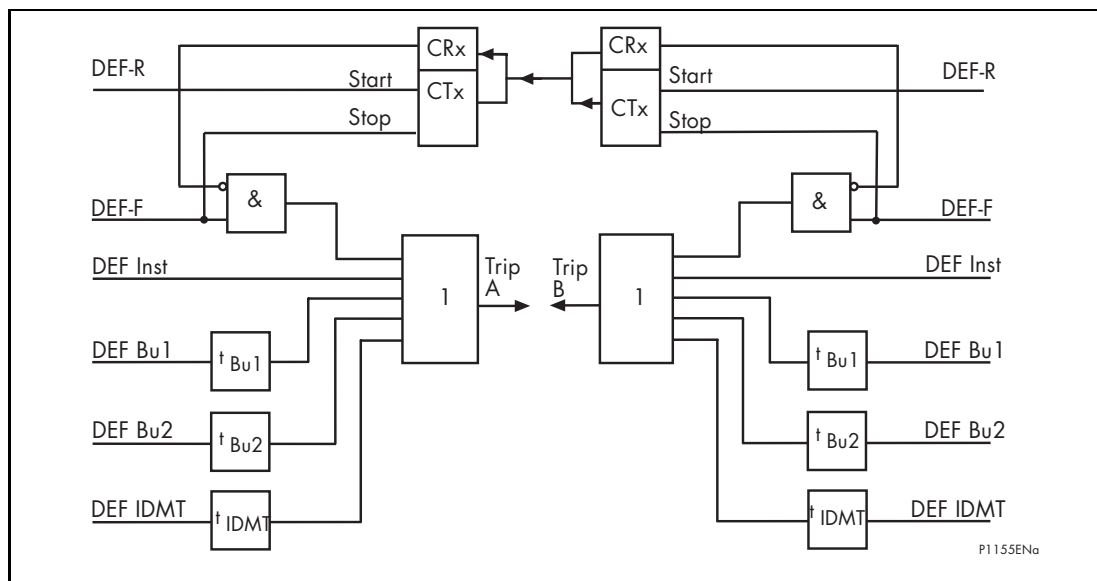 CRx
CRx
DEF-R
Start
CTx
CTx
Start
DEF-R
Stop
Stop
&
&
DEF-F
DEF-F
DEF Inst
Trip
A
Trip
B
DEF Inst
1
1
DEF Bu1
t Bu1
t Bu1
DEF Bu1
DEF Bu2
t Bu2
t Bu2
DEF Bu2
DEF IDMT
t IDMT
t IDMT
DEF IDMT
P1155ENa